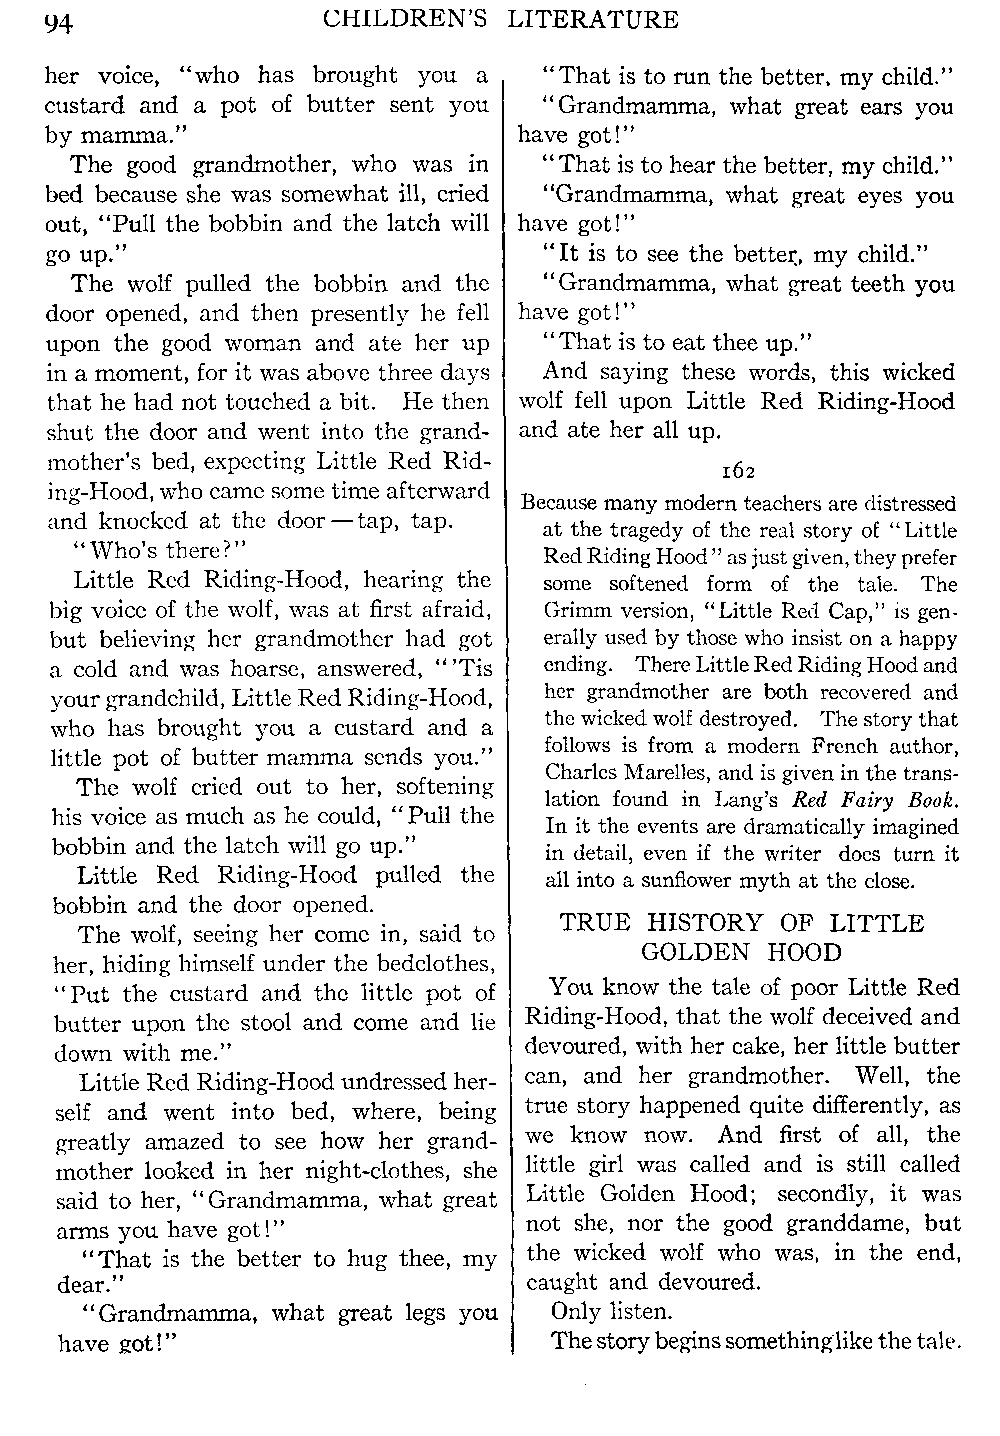 94
CHILDREN'S LITERATURE
her voice, "who has brought you a
custard and a pot of butter sent you
by mamma."
The good grandmother, who was in
bed because she was somewhat ill, cried
out, "Pull the bobbin and the latch will
go up."
The wolf pulled the bobbin and the
door opened, and then presently he fell
upon the good woman and ate her up
in a moment, for it was above three days
that he had not touched a bit. He then
shut the door and went into the grand-
mother's bed, expecting Little Red Rid-
ing-Hood, who came some time afterward
and knocked at the door—tap, tap.
"Who's there?"
Little Red Riding-Hood, hearing the
big voice of the wolf, was at first afraid,
but believing her grandmother had got
a cold and was hoarse, answered, "'Tis
your grandchild, Little Red Riding-Hood,
who has brought you a custard and a
little pot of butter mamma sends you."
The wolf cried out to her, softening
his voice as much as he could, "Pull the
bobbin and the latch will go up."
Little Red Riding-Hood pulled the
bobbin and the door opened.
The wolf, seeing her come in, said to
her, hiding himself under the bedclothes,
"Put the custard and the little pot of
butter upon the stool and come and lie
down with me."
Little Red Riding-Hood undressed her-
self and went into bed, where, being
greatly amazed to see how her grand-
mother looked in her night-clothes, she
said to her, "Grandmamma, what great
arms you have got!"
"That is the better to hug thee, my
dear."
"Grandmamma, what great legs you
have got!"
"That is to run the better, my child."
"Grandmamma, what great ears you
have got!"
"That is to hear the better, my child."
"Grandmamma, what great eyes you
have got!"
"It is to see the better, my child."
"Grandmamma, what great teeth you
have got!"
"That is to eat thee up."
And saying these words, this wicked
wolf fell upon Little Red Riding-Hood
and ate her all up.
162
Because many modern teachers are distressed
at the tragedy of the real story of "Little
Red Riding Hood" as just given, they prefer
some softened form of the tale. The
Grimm version, "Little Red Cap," is gen-
erally used by those who insist on a happy
ending. There Little Red Riding Hood and
her grandmother are both recovered and
the wicked wolf destroyed. The story that
follows is from a modern French author,
Charles Marelles, and is given in the trans-
lation found in Lang's Red Fairy Book.
In it the events are dramatically imagined
in detail, even if the writer does turn it
all into a sunflower myth at the close.
TRUE HISTORY OF LITTLE
GOLDEN HOOD
You know the tale of poor Little Red
Riding-Hood, that the wolf deceived and
devoured, with her cake, her little butter
can, and her grandmother. Well, the
true story happened quite differently, as
we know now. And first of all, the
little girl was called and is still called
Little Golden Hood; secondly, it was
not she, nor the good granddame, but
the wicked wolf who was, in the end,
caught and devoured.
Only listen.
The story begins something like the tale.